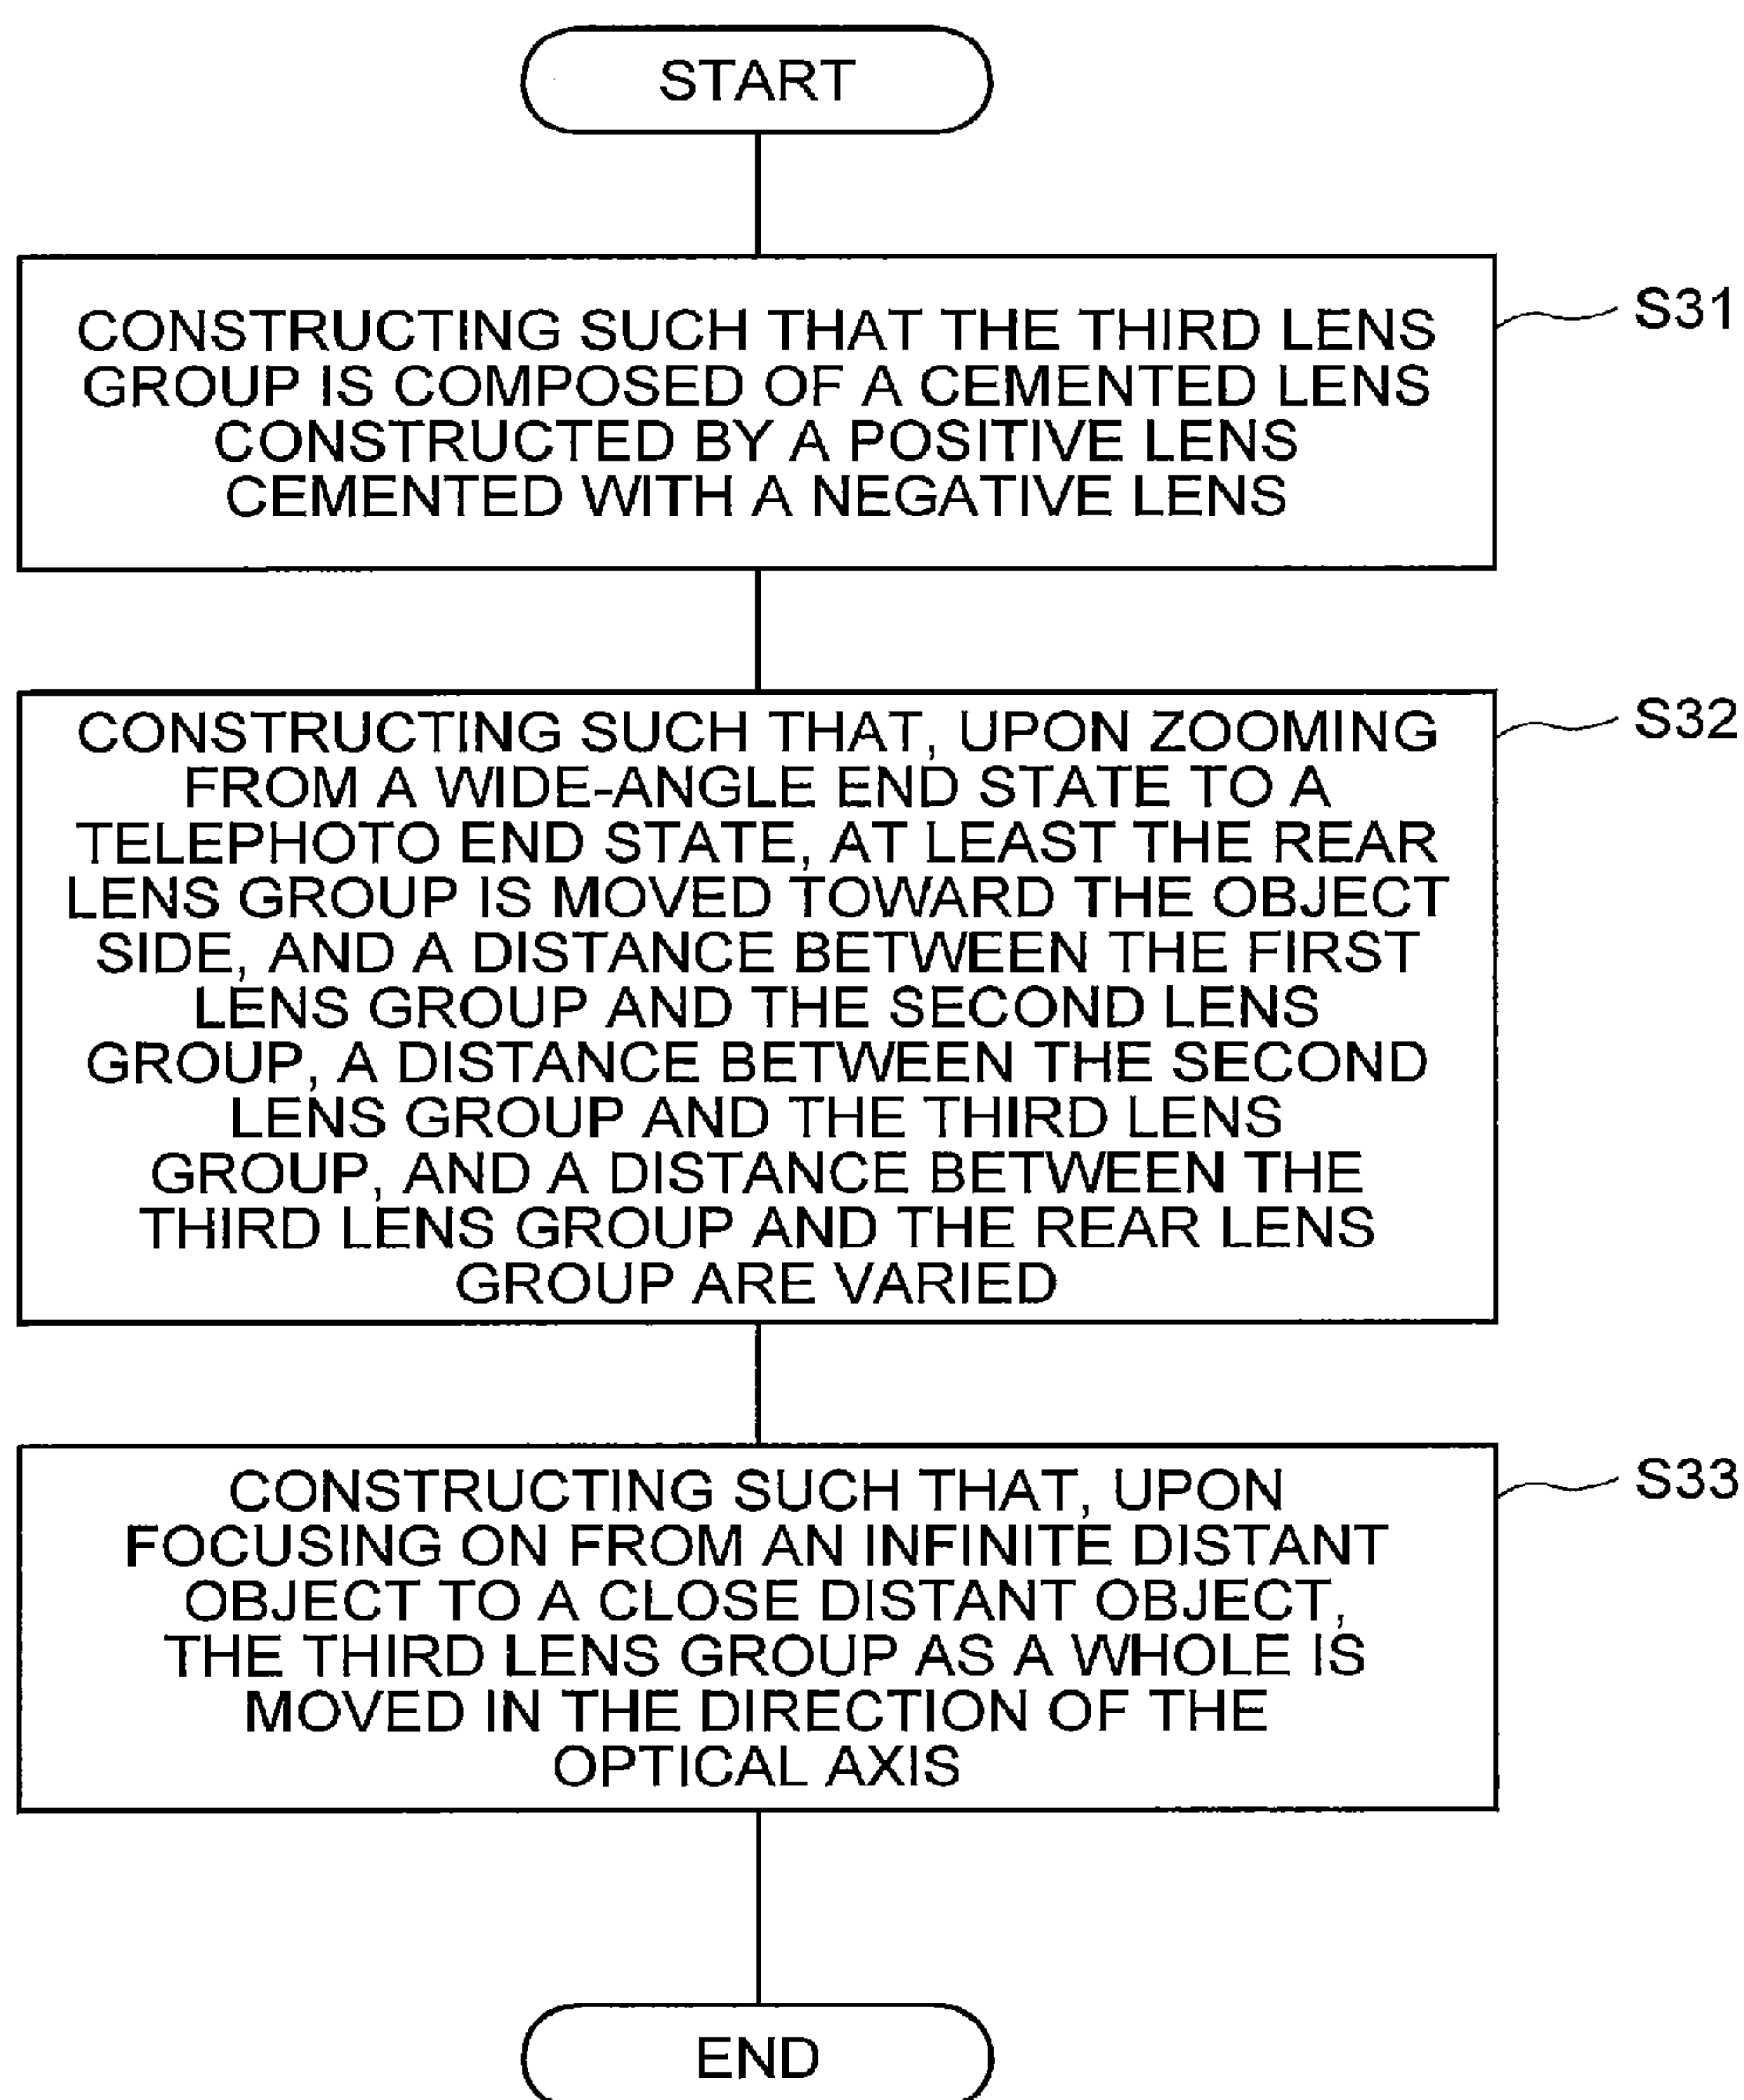 START
CONSTRUCTING SUCH THAT THE THIRD LENS
GROUP IS COMPOSED OF A CEMENTED LENS
CONSTRUCTED BY A POSITIVE LENS
CEMENTED WITH A NEGATIVE LENS
S31
CONSTRUCTING SUCH THAT, UPON ZOOMING
FROM A WIDE-ANGLE END STATE TO A
TELEPHOTO END STATE, AT LEAST THE REAR
LENS GROUP IS MOVED TOWARD THE OBJECT
SIDE, AND A DISTANCE BETWEEN THE FIRST
LENS GROUP AND THE SECOND LENS
GROUP, A DISTANCE BETWEEN THE SECOND
LENS GROUP AND THE THIRD LENS
GROUP, AND A DISTANCE BETWEEN THE
THIRD LENS GROUP AND THE REAR LENS
GROUP ARE VARIED
S32
CONSTRUCTING SUCH THAT, UPON
FOCUSING ON FROM AN INFINITE DISTANT
OBJECT TO A CLOSE DISTANT OBJECT,
THE THIRD LENS GROUP AS A WHOLE IS
MOVED IN THE DIRECTION OF THE
OPTICAL AXIS
S33
END